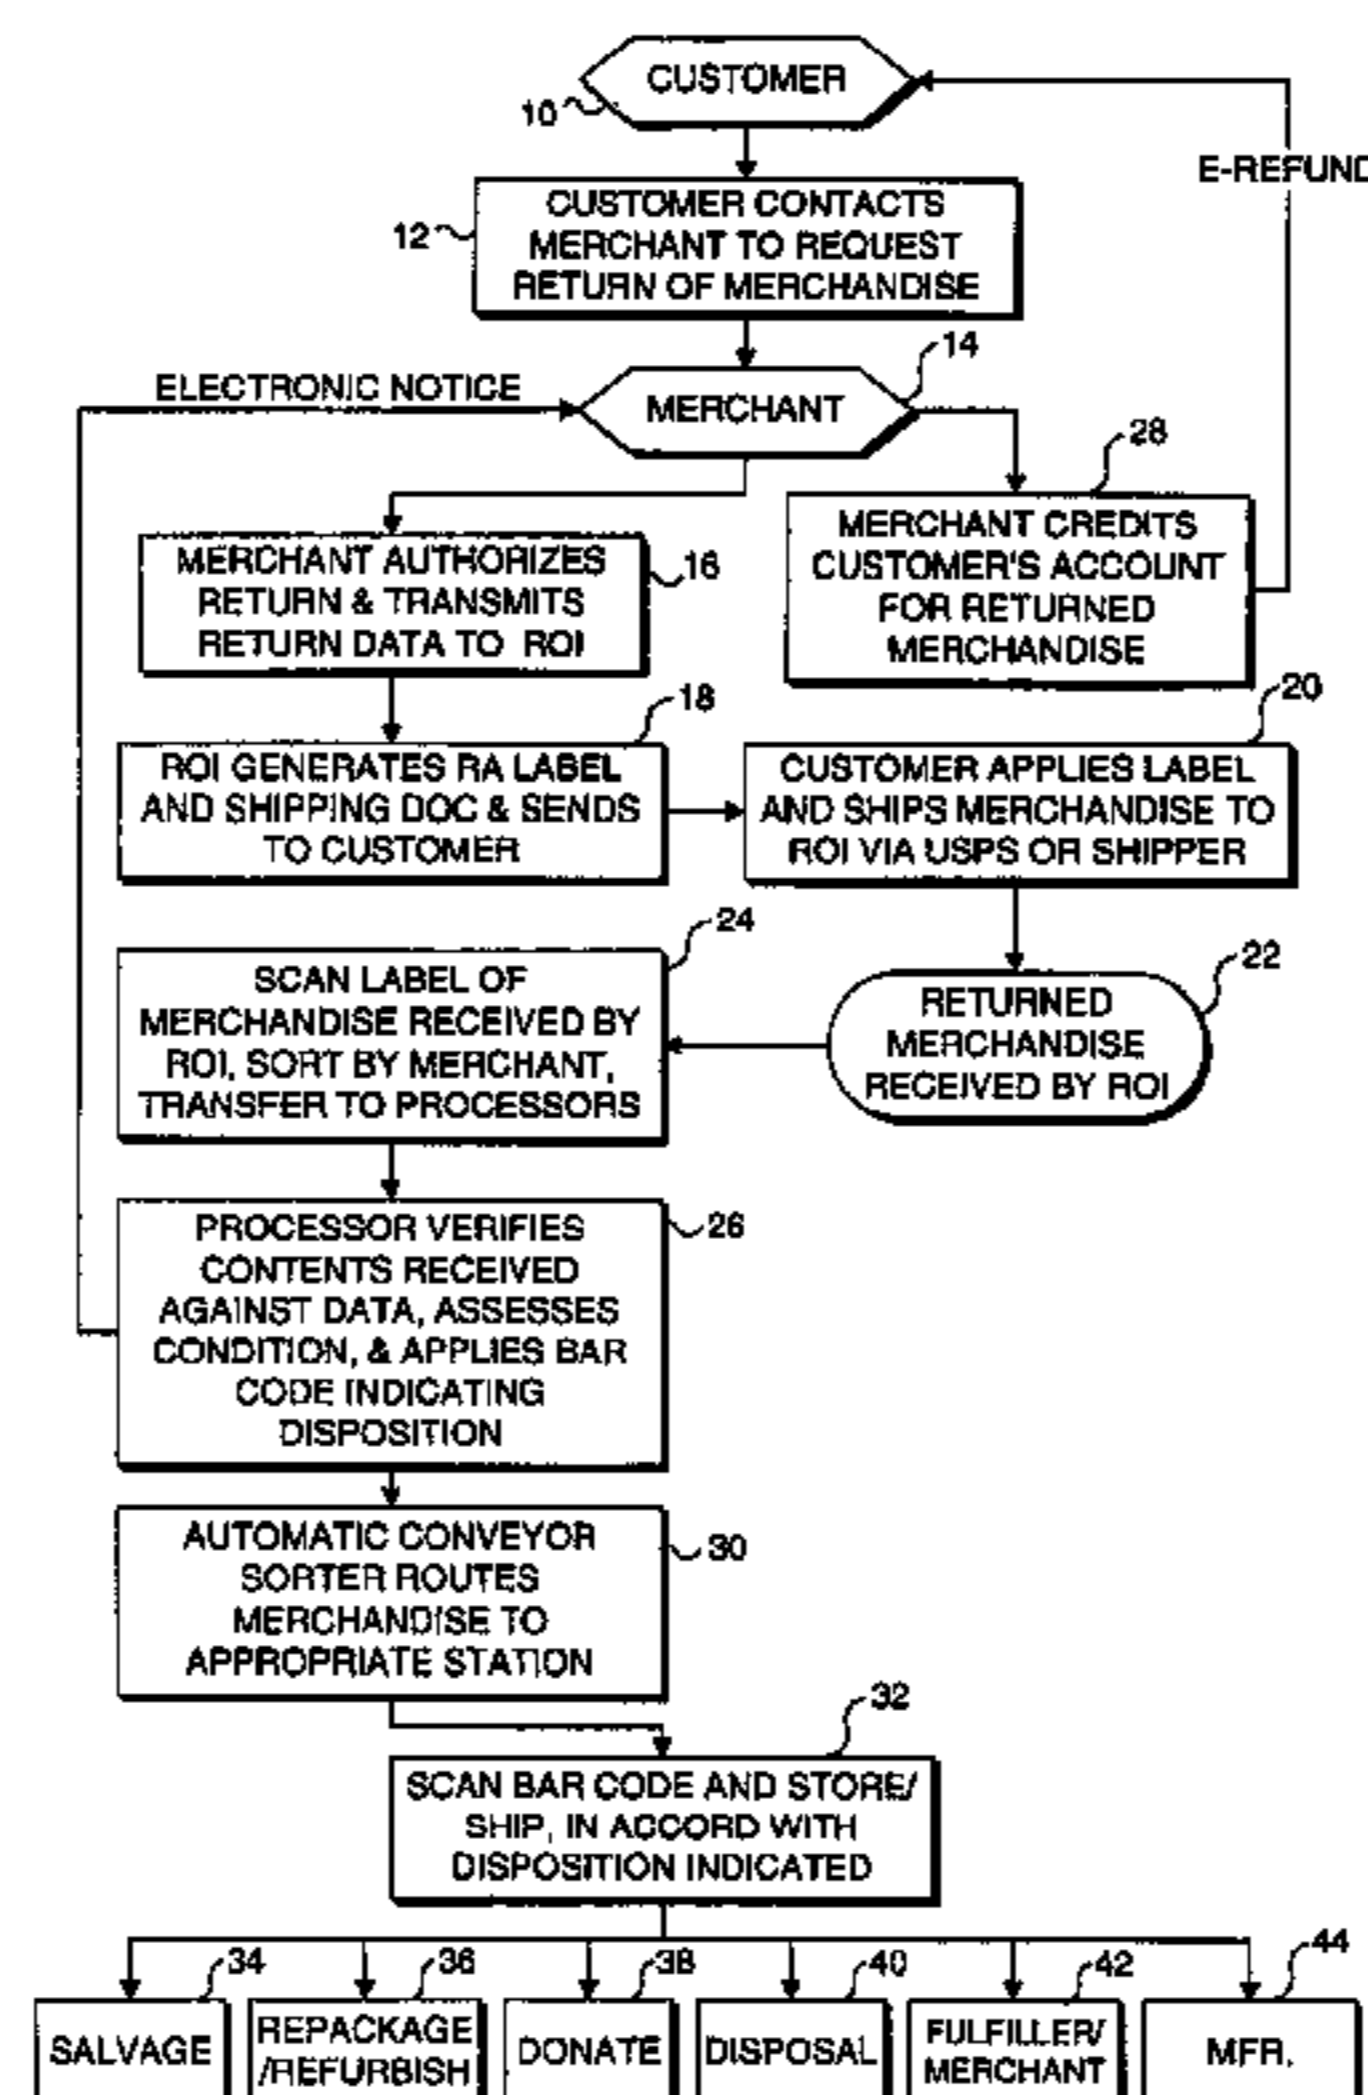 CUSTOMER
10
E-REFUND
CUSTOMER CONTACTS
MERCHANT TO REQUEST
RETURN OF MERCHANDISE
12
14
ELECTRONIC NOTICE
MERCHANT
28
MERCHANT CREDITS
CUSTOMER'S ACCOUNT
FOR RETURNED
MERCHANDISE
MERCHANT AUTHORIZES
RETURN & TRANSMITS
RETURN DATA TO ROI
16
18
20
ROI GENERATES RA LABEL
AND SHIPPING DOC & SENDS
TO CUSTOMER
CUSTOMER APPLIES LABEL
AND SHIPS MERCHANDISE TO
ROI VIA USPS OR SHIPPER
24
22
SCAN LABEL OF
MERCHANDISE RECEIVED BY
ROI, SORT BY MERCHANT,
TRANSFER TO PROCESSORS
RETURNED
MERCHANDISE
RECEIVED BY ROI
26
PROCESSOR VERIFIES
CONTENTS RECEIVED
AGAINST DATA, ASSESSES
CONDITION, & APPLIES BAR
CODE INDICATING
DISPOSITION
30
AUTOMATIC CONVEYOR
SORTER ROUTES
MERCHANDISE TO
APPROPRIATE STATION
32
SCAN BAR CODE AND STORE/
SHIP, IN ACCORD WITH
DISPOSITION INDICATED
34
36
38
40
42
44
SALVAGE
REPACKAGE
/REFURBISH
DONATE
DISPOSAL
FULFILLER/
MERCHANT
MFR.